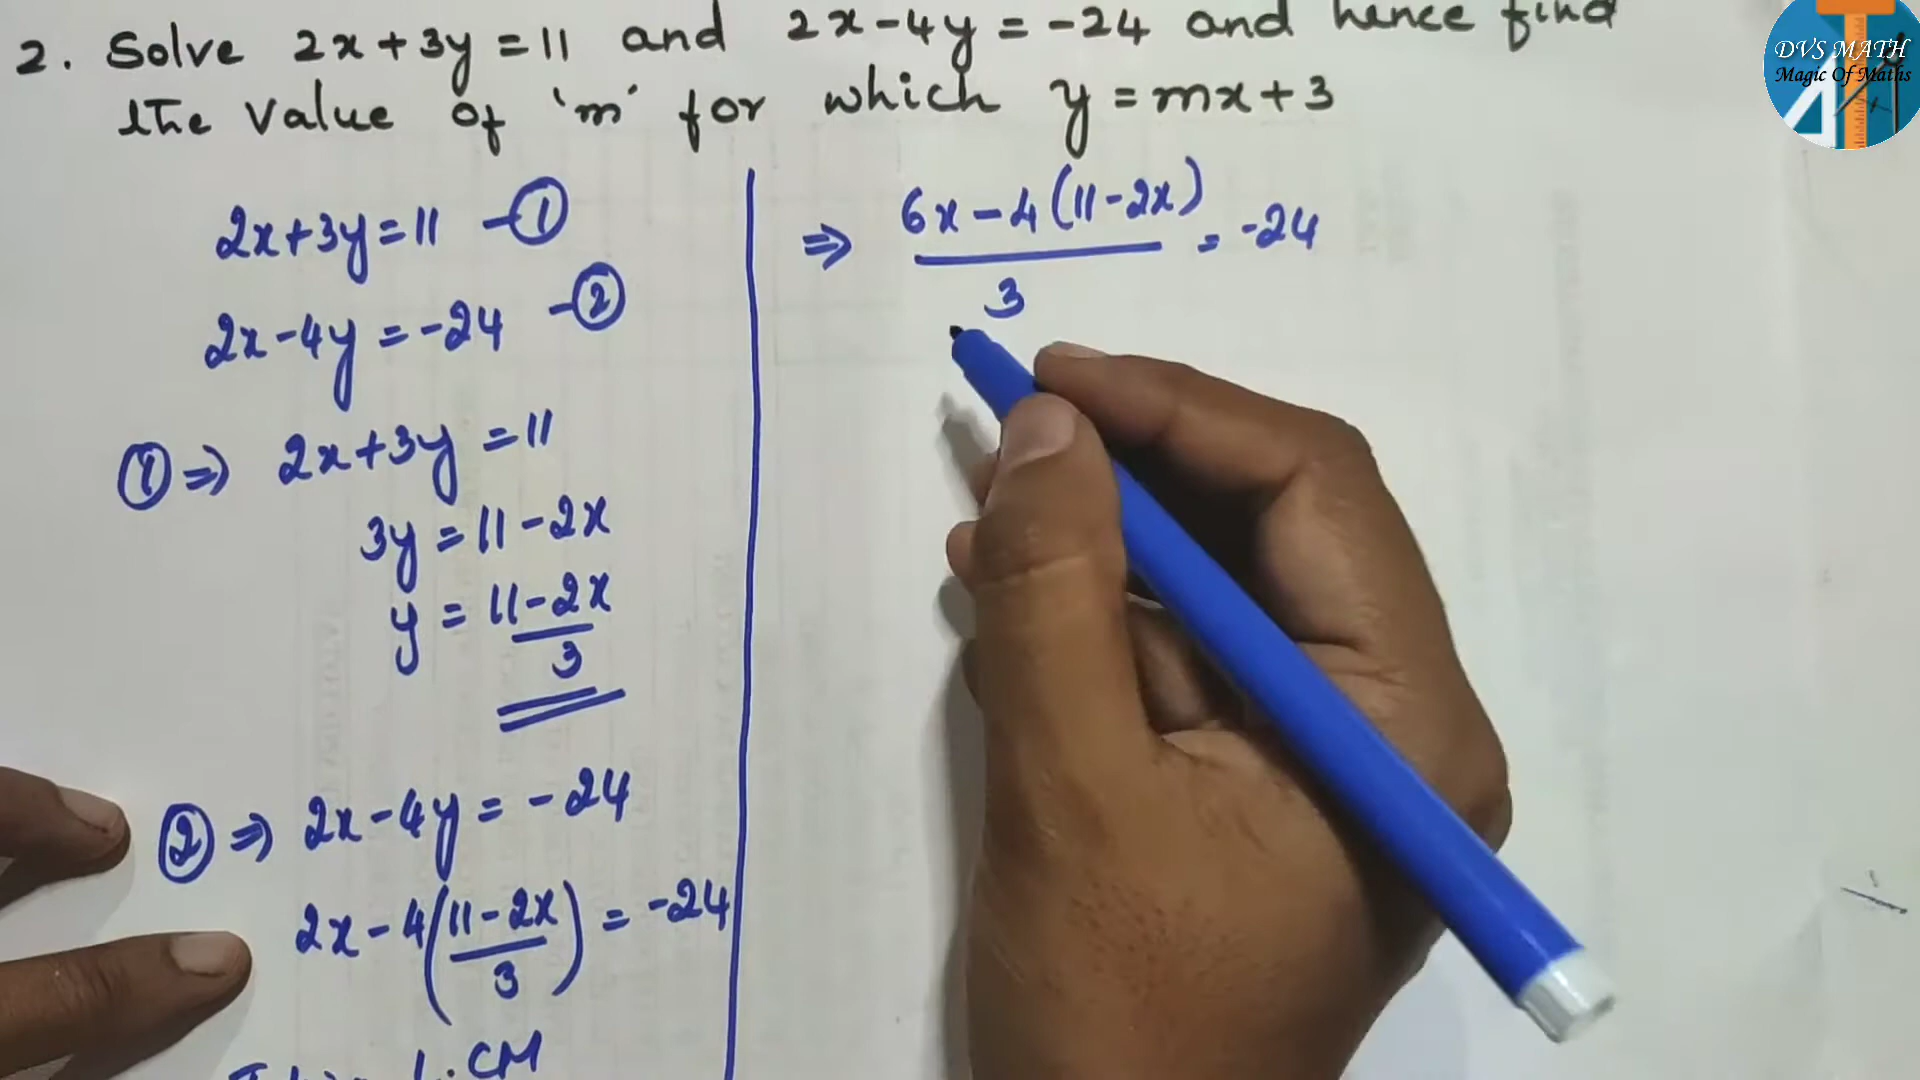 2. Solve 2x+3y=11 and 2x-4y=-24 and hence find
the value of 'm' for which y=mx+3
DVS MATH
Magic Of Maths
2x+3y=11 -①
2x-4y=-24 -②
①⇒ 2x+3y=11
3y=11-2x
y=11-2x
3
②⇒ 2x-4y=-24
2x-4(11-2x)=-24
3
L.CM
⇒ 6x-4(11-2x)=-24
3